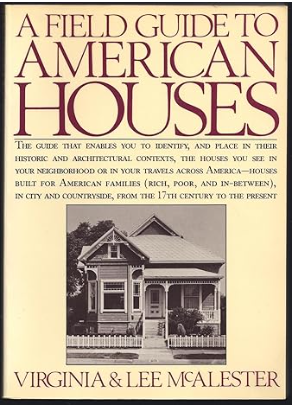 A FIELD GUIDE TO
AMERICAN
HOUSES
THE GUIDE THAT ENABLES YOU TO IDENTIFY, AND PLACE IN THEIR
HISTORIC AND ARCHITECTURAL CONTEXTS, THE HOUSES YOU SEE IN
YOUR NEIGHBORHOOD OR IN YOUR TRAVELS ACROSS AMERICA—HOUSES
BUILT FOR AMERICAN FAMILIES (RICH, POOR, AND IN-BETWEEN),
IN CITY AND COUNTRYSIDE, FROM THE 17TH CENTURY TO THE PRESENT
VIRGINIA & LEE McALESTER